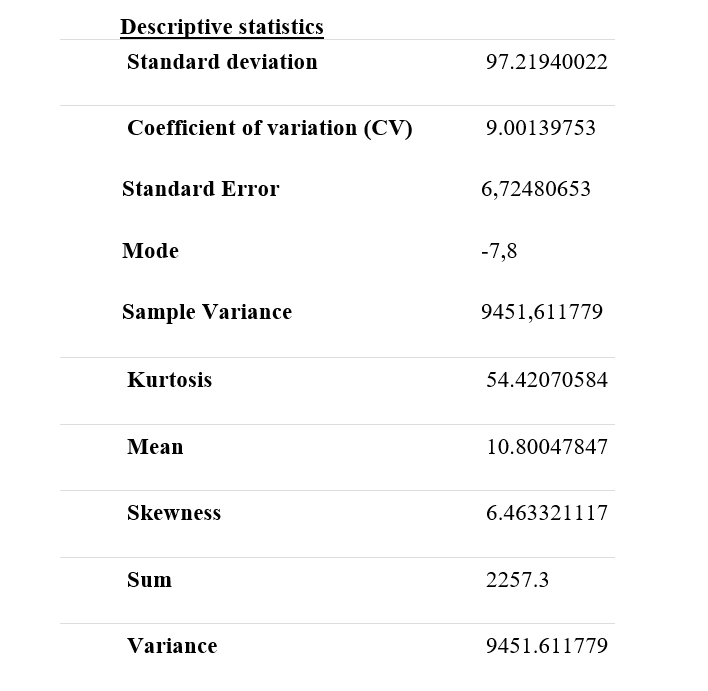 Descriptive statistics
Standard deviation 97.21940022
Coefficient of variation (CV) 9.00139753
Standard Error 6,72480653
Mode -7,8
Sample Variance 9451,611779
Kurtosis 54.42070584
Mean 10.80047847
Skewness 6.463321117
Sum 2257.3
Variance 9451.611779